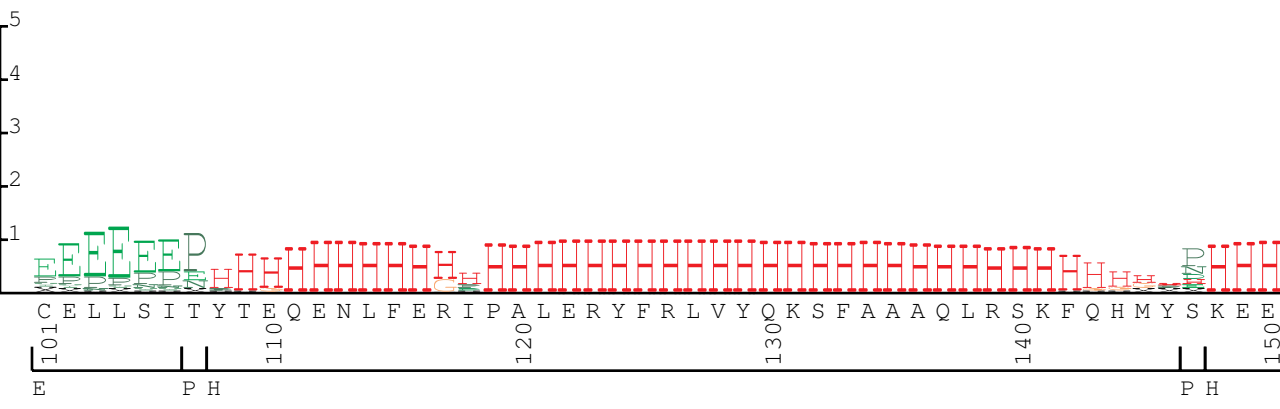 5
4
3
2
1
E E E E E E P H H H H H H H H H H H H H H H H H H H H H H H H H H H H H H H H H H H H H H P H H H
C E L L S I T Y T E Q E N L F E R I P A L E R Y F R L V Y Q K S F A A A Q L R S K F Q H M Y S K E E
101 110 120 130 140 150
E P H P H